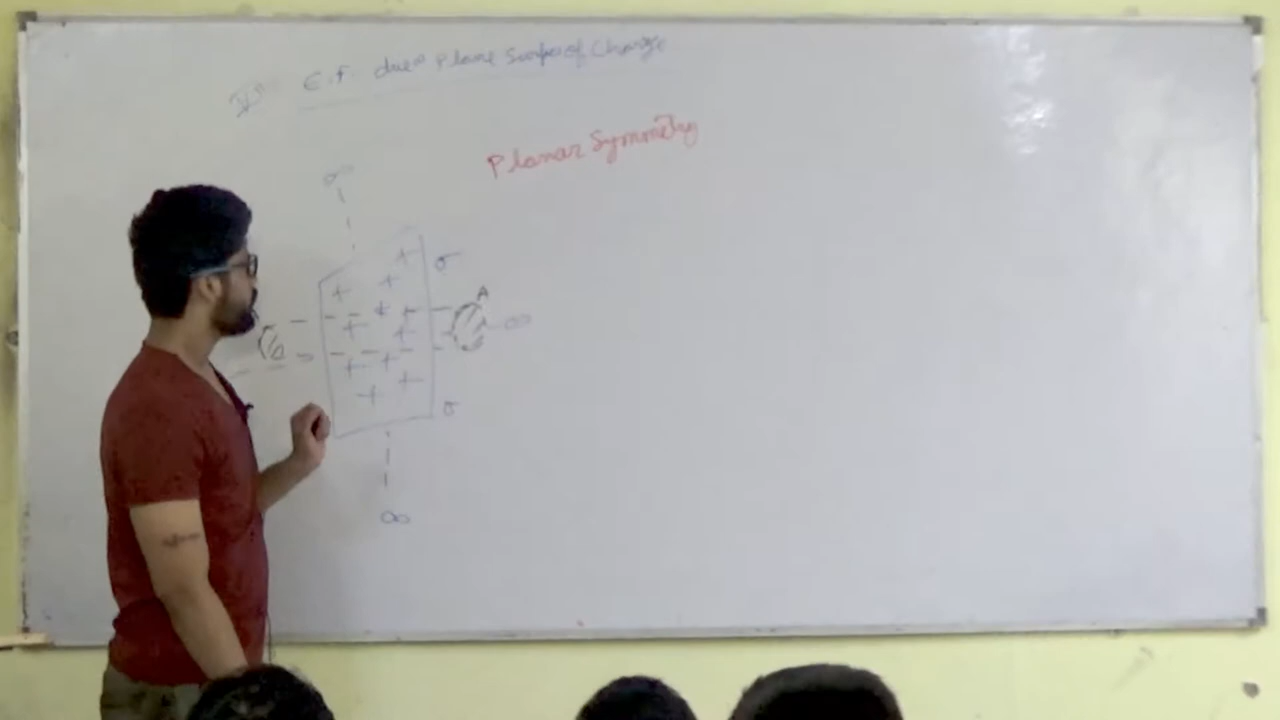 E.F. due to Plane Surface of Charge
Planar Symmetry
∞
+ σ
+ +
+ A
+ + ∞
+ +
+ +
σ
∞